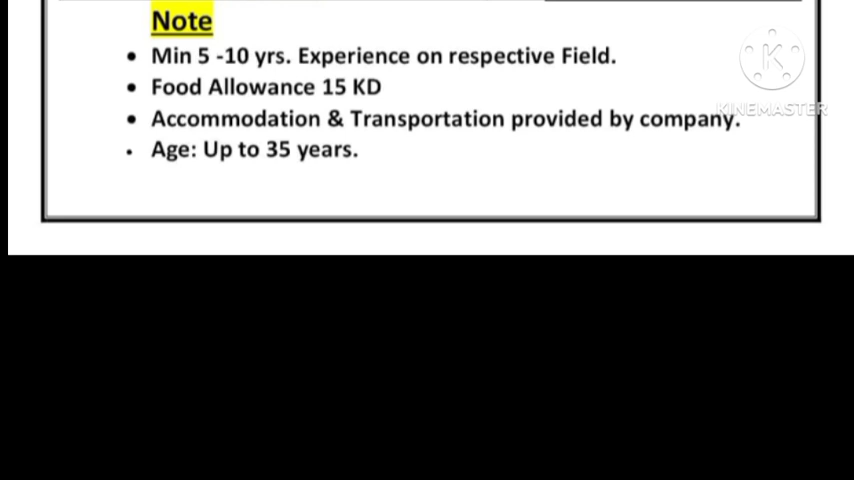 Note
• Min 5 -10 yrs. Experience on respective Field.
• Food Allowance 15 KD
• Accommodation & Transportation provided by company.
• Age: Up to 35 years.
K
KINEMASTER